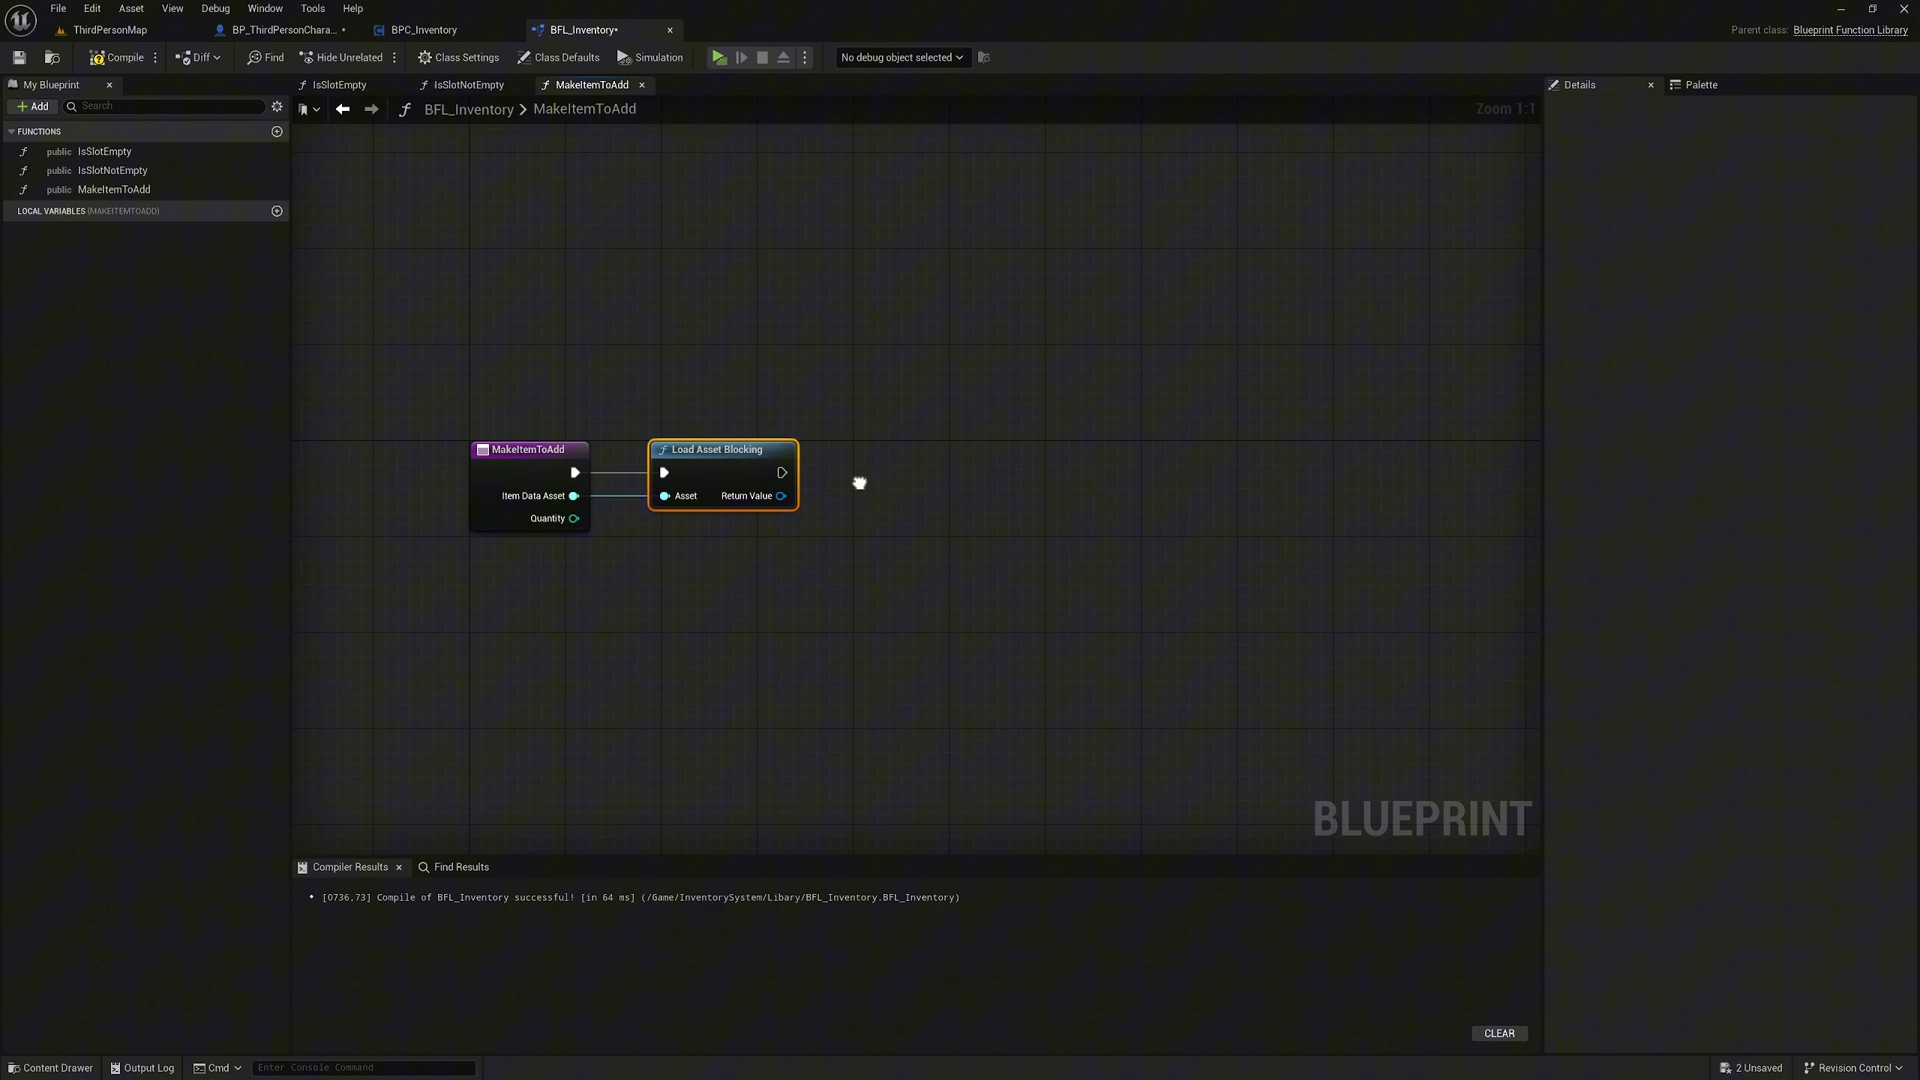 File Edit Asset View Debug Window Tools Help
ThirdPersonMap BP_ThirdPersonChara... • BPC_Inventory BFL_Inventory•
Parent class: Blueprint Function Library
Compile Diff Find Hide Unrelated Class Settings Class Defaults Simulation No debug object selected
My Blueprint IsSlotEmpty IsSlotNotEmpty MakeItemToAdd Details Palette
Add Search BFL_Inventory > MakeItemToAdd Zoom 1:1
FUNCTIONS
public IsSlotEmpty
public IsSlotNotEmpty
public MakeItemToAdd
LOCAL VARIABLES (MAKEITEMTOADD)
MakeItemToAdd
Item Data Asset
Quantity
Load Asset Blocking
Asset Return Value
BLUEPRINT
Compiler Results Find Results
• [0736,73] Compile of BFL_Inventory successful! [in 64 ms] (/Game/InventorySystem/Libary/BFL_Inventory.BFL_Inventory)
CLEAR
Content Drawer Output Log Cmd Enter Console Command 2 Unsaved Revision Control